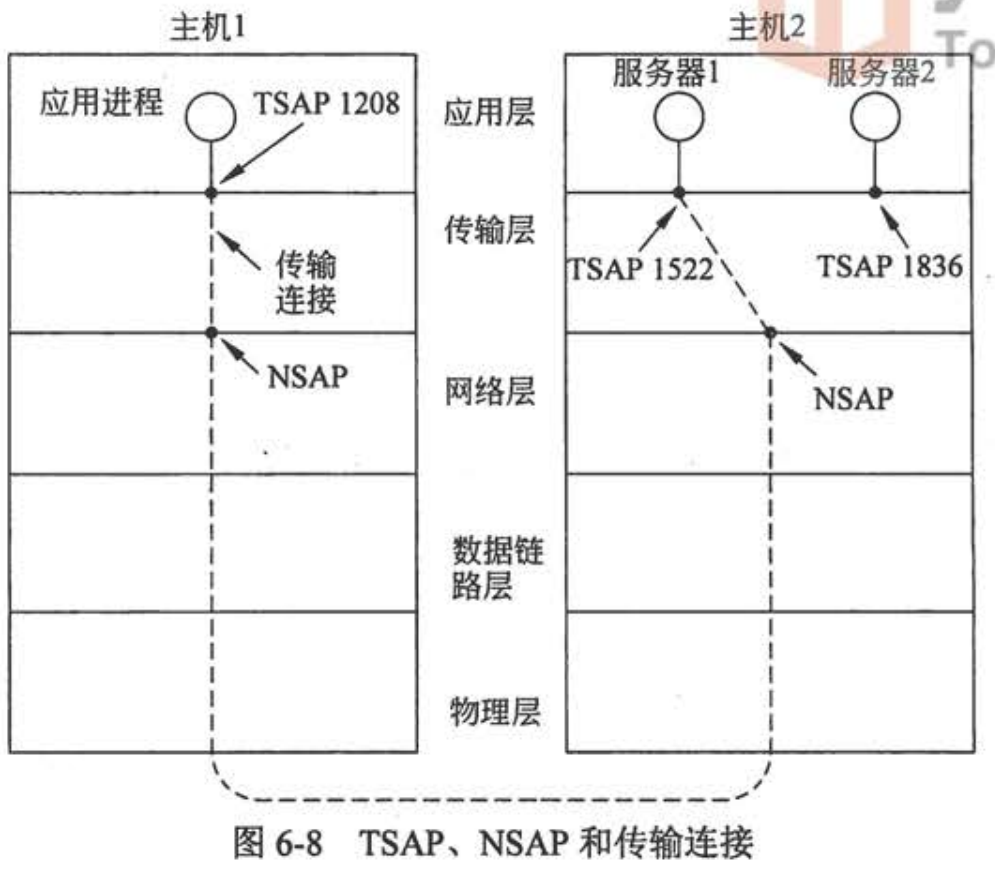 主机1
主机2
To
应用进程
TSAP 1208
应用层
服务器1
服务器2
传输
连接
传输层
TSAP 1522
TSAP 1836
NSAP
网络层
NSAP
数据链
路层
物理层
图 6-8 TSAP、NSAP 和传输连接